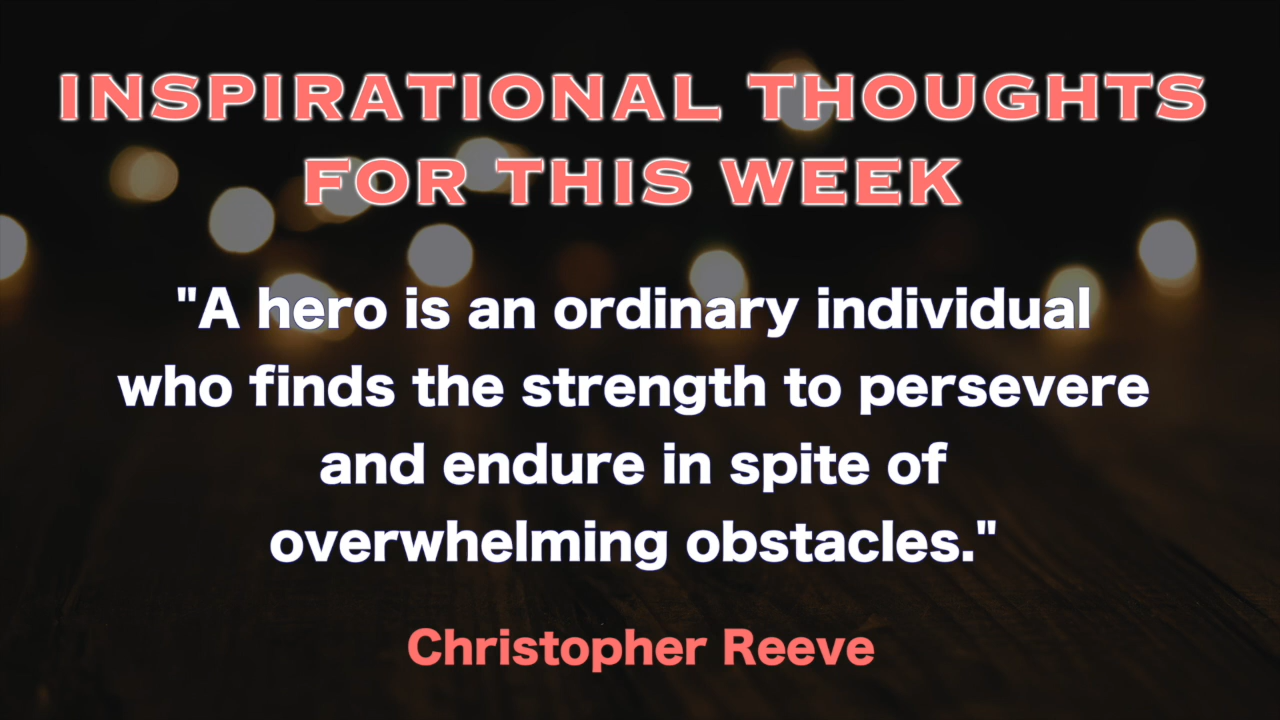 INSPIRATIONAL THOUGHTS
FOR THIS WEEK
"A hero is an ordinary individual
who finds the strength to persevere
and endure in spite of
overwhelming obstacles."
Christopher Reeve